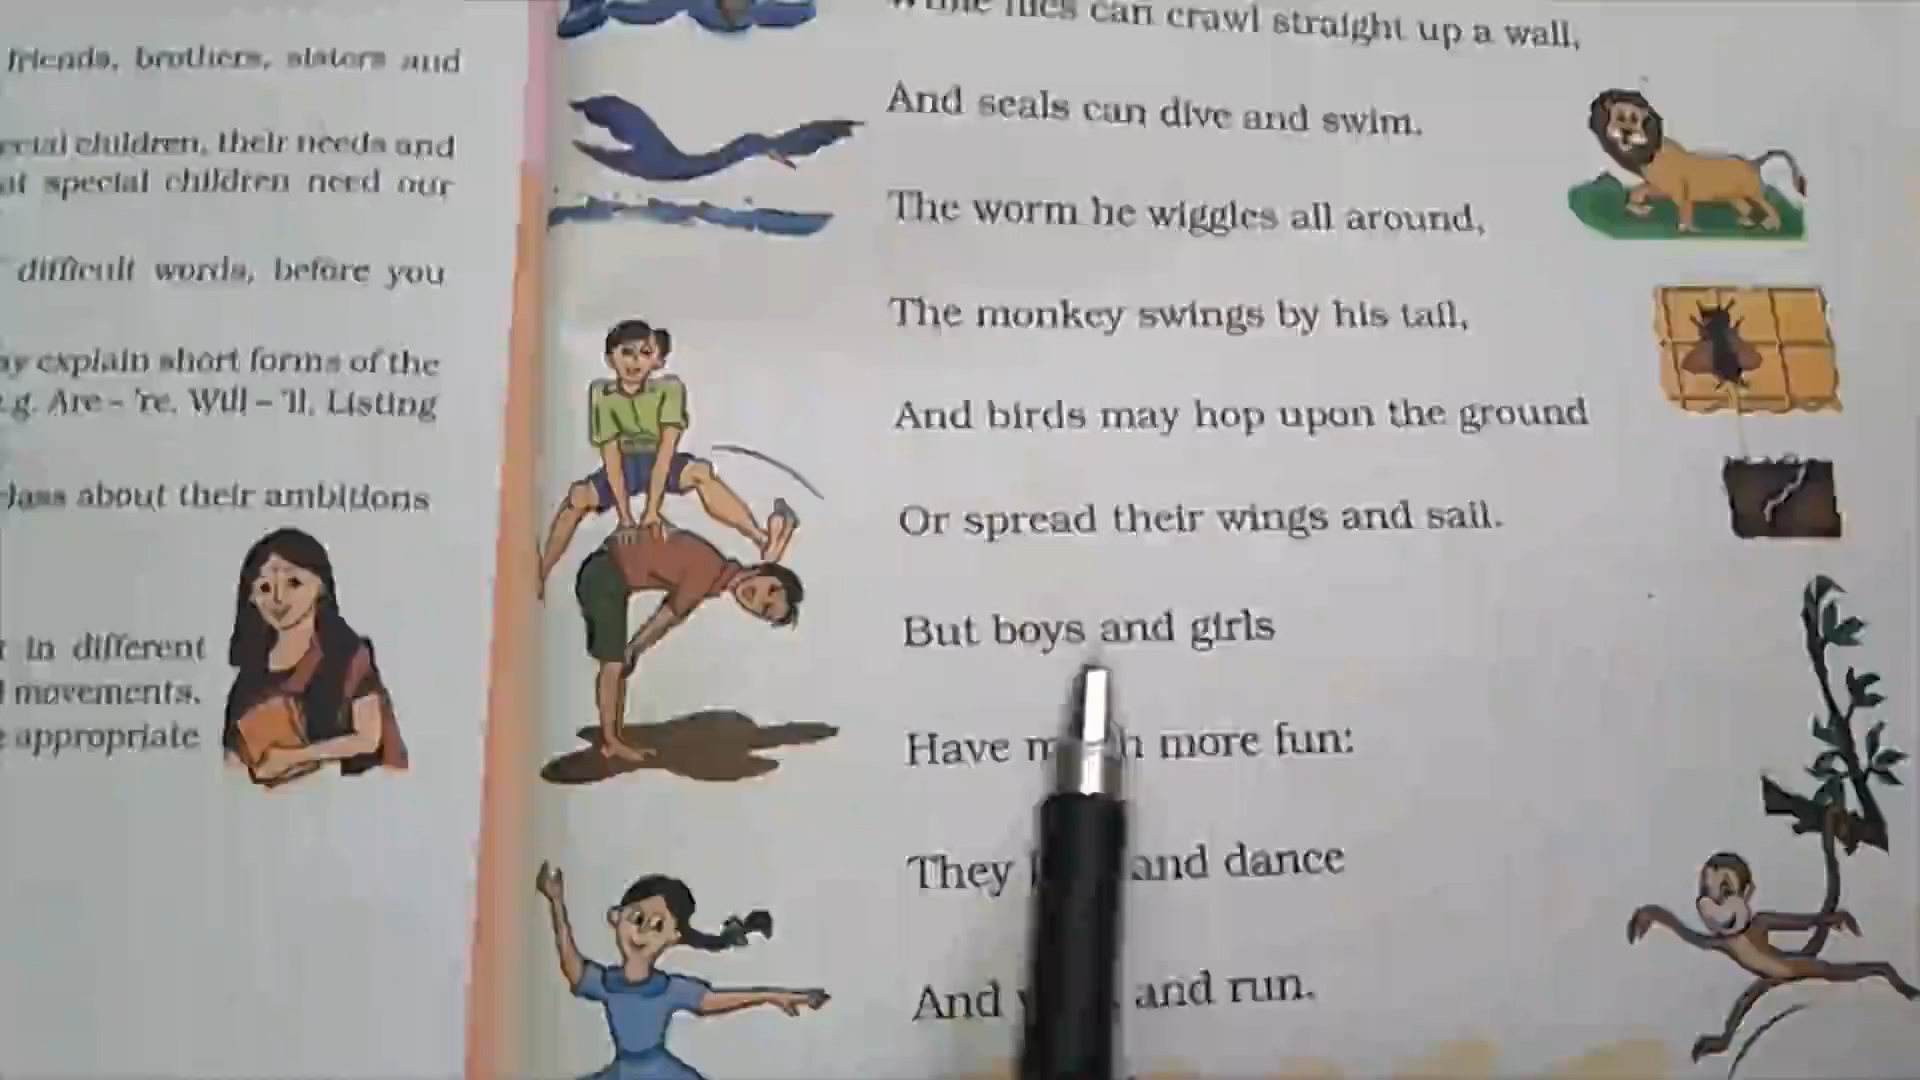 friends, brothers, sisters and
children, their needs and
special children need our
difficult words, before you
explain short forms of the
Are – 're, Will – 'll. Listing
about their ambitions
in different
movements.
appropriate
can crawl straight up a wall,
And seals can dive and swim.
The worm he wiggles all around,
The monkey swings by his tail,
And birds may hop upon the ground
Or spread their wings and sail.
But boys and girls
Have more fun:
They and dance
And and run.